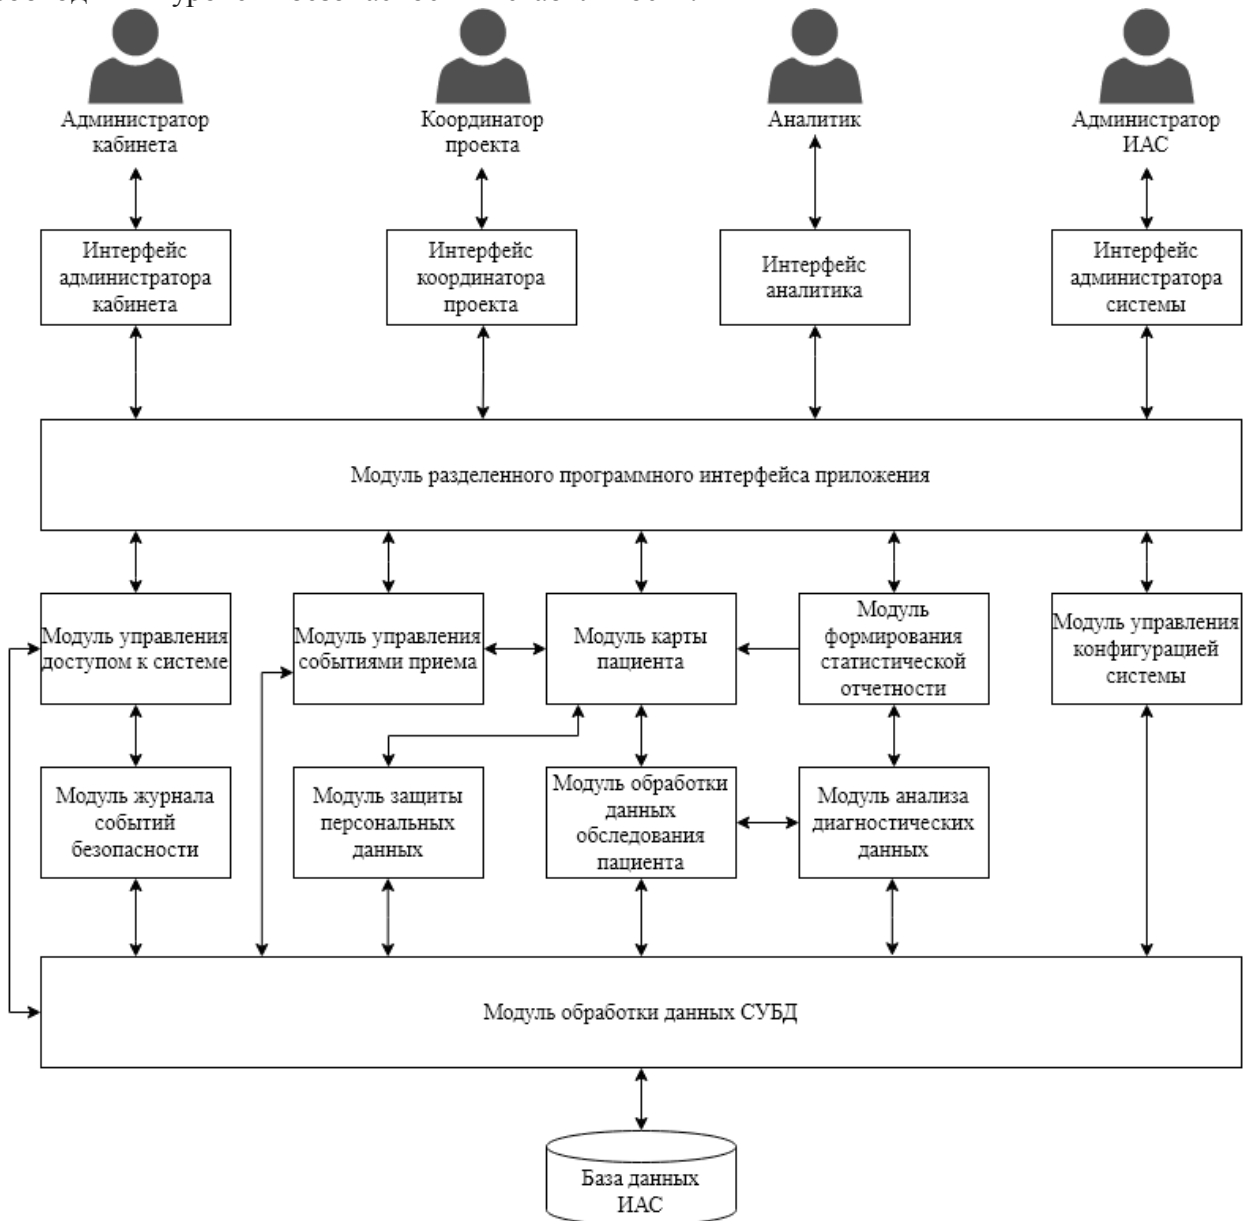 Администратор
кабинета
Координатор
проекта
Аналитик
Администратор
ИАС
Интерфейс
администратора
кабинета
Интерфейс
координатора
проекта
Интерфейс
аналитика
Интерфейс
администратора
системы
Модуль разделенного программного интерфейса приложения
Модуль управления
доступом к системе
Модуль управления
событиями приема
Модуль карты
пациента
Модуль
формирования
статистической
отчетности
Модуль управления
конфигурацией
системы
Модуль журнала
событий
безопасности
Модуль защиты
персональных
данных
Модуль обработки
данных
обследования
пациента
Модуль анализа
диагностических
данных
Модуль обработки данных СУБД
База данных
ИАС